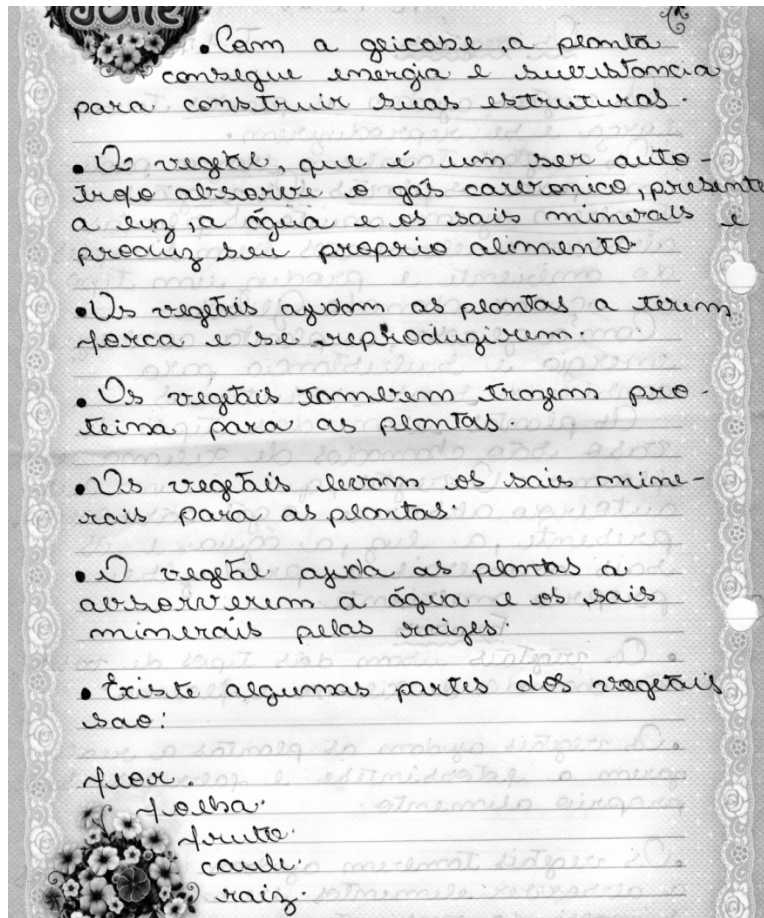 • Com a glicose, a planta
consegue energia e subistância
para construir suas estruturas.
• O vegetal, que é um ser auto-
trofo absorve o gás carbonico, presente
a luz, a água e os sais minerais e
produz seu proprio alimento.
• Os vegetais ajudam as plantas a terem
forca e se reproduzirem.
• Os vegetais tambem trazem pro-
teina para as plantas.
• Os vegetais levam os sais mine-
rais para as plantas.
• O vegetal ajuda as plantas a
absorverem a água e os sais
minerais pelas raizes.
• Existe algumas partes dos vegetais
sao:
flor.
folha.
fruto.
caule.
raiz.